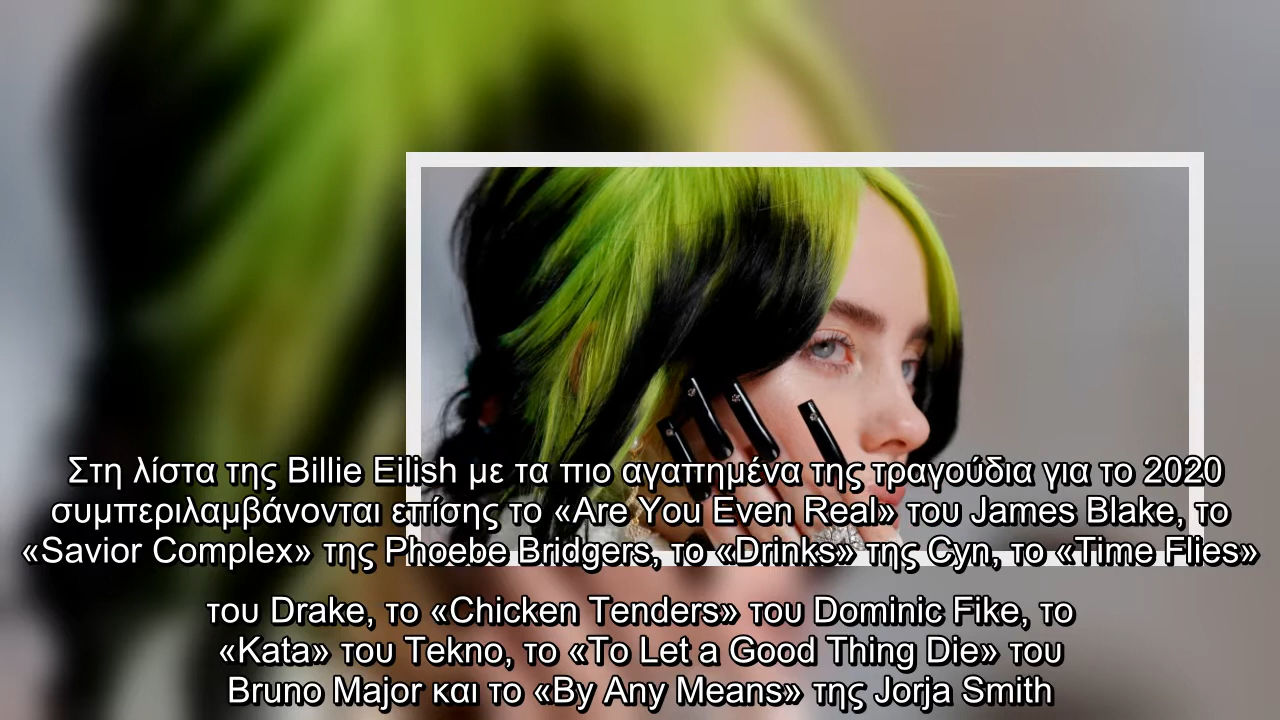 Στη λίστα της Billie Eilish με τα πιο αγαπημένα της τραγούδια για το 2020
συμπεριλαμβάνονται επίσης το «Are You Even Real» του James Blake, το
«Savior Complex» της Phoebe Bridgers, το «Drinks» της Cyn, το «Time Flies»
του Drake, το «Chicken Tenders» του Dominic Fike, το
«Kata» του Tekno, το «To Let a Good Thing Die» του
Bruno Major και το «By Any Means» της Jorja Smith